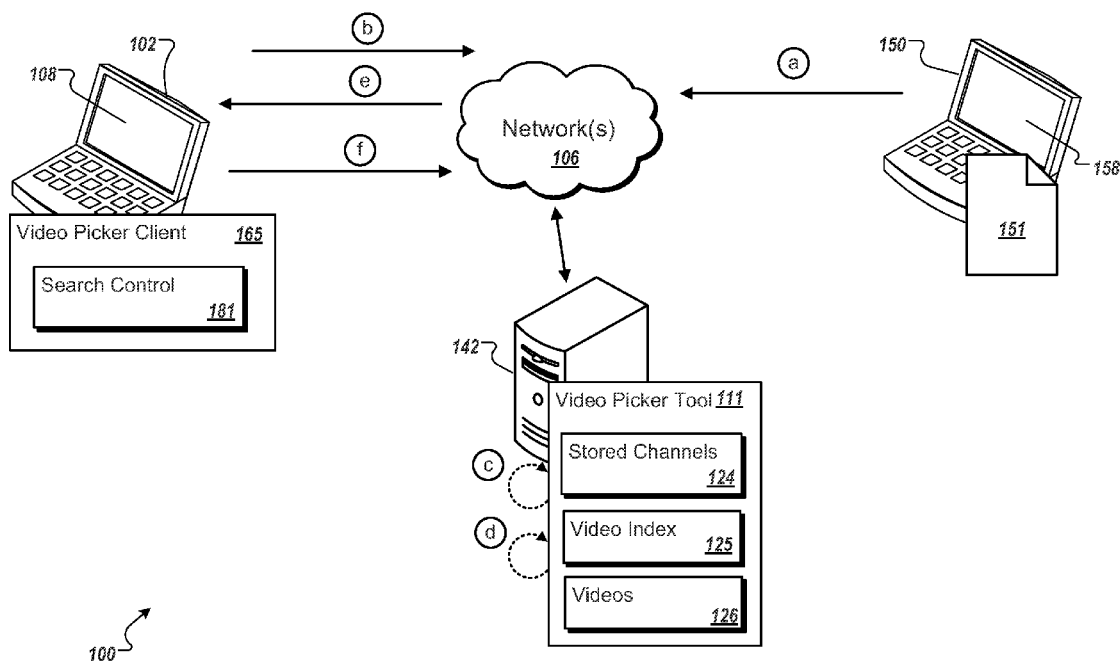 b
102
150
a
108
e
Network(s)
106
f
158
151
Video Picker Client 165
Search Control
181
142
Video Picker Tool 111
Stored Channels
124
c
Video Index
125
d
Videos
126
100